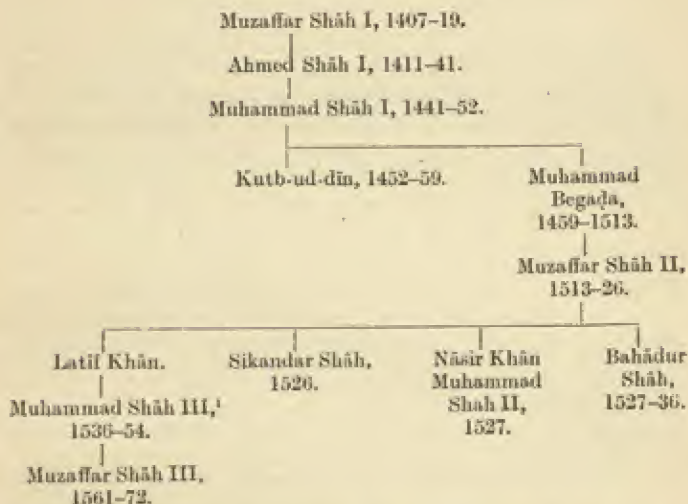 Muzaffar Shāh I, 1407–19.
Ahmed Shāh I, 1411–41.
Muhammad Shāh I, 1441–52.
Kutb-ud-dīn, 1452–59.
Muhammad
Begaḍa,
1459–1513.
Muzaffar Shāh II,
1513–26.
Latīf Khān.
Sikandar Shāh,
1526.
Nāsir Khān
Muhammad
Shah II,
1527.
Bahādur
Shāh,
1527–36.
Muhammad Shāh III,¹
1536–54.
Muzaffar Shāh III,
1561–72.